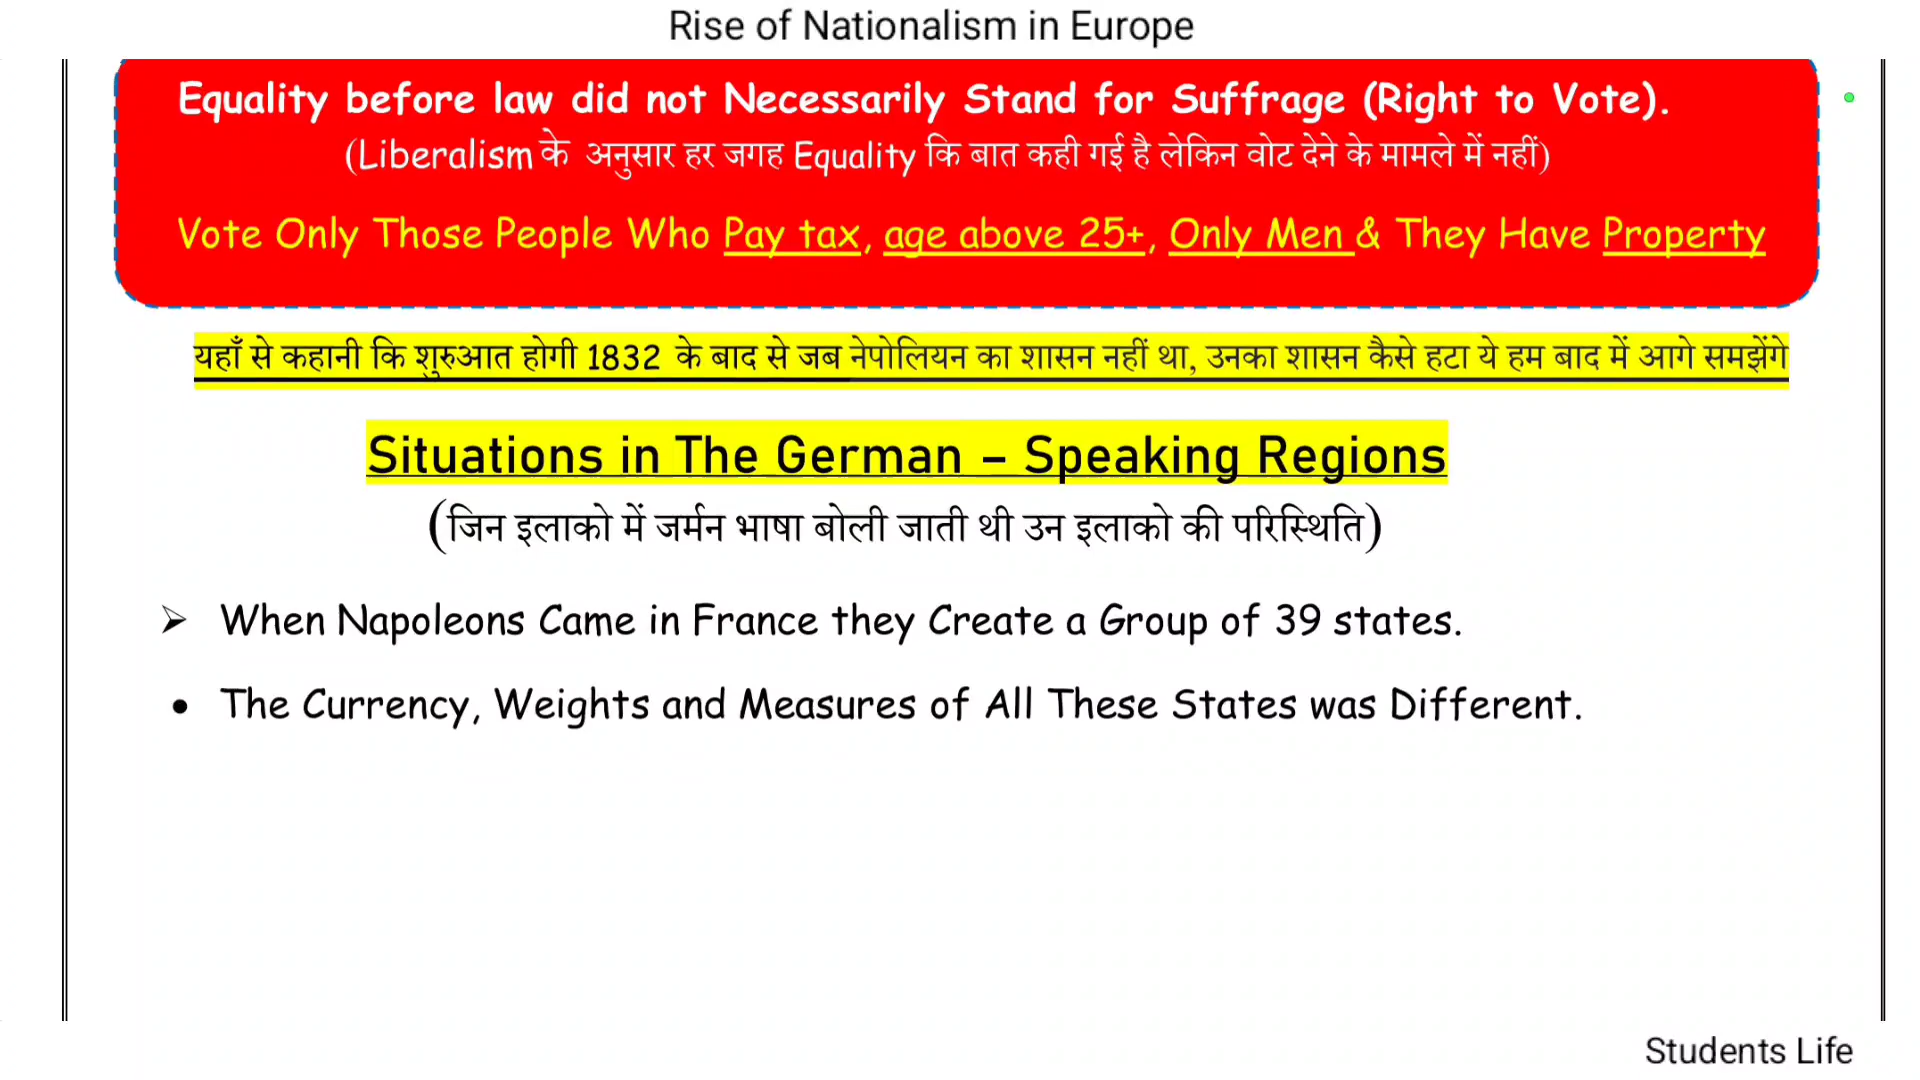 Rise of Nationalism in Europe
Equality before law did not Necessarily Stand for Suffrage (Right to Vote).
(Liberalism के अनुसार हर जगह Equality कि बात कही गई है लेकिन वोट देने के मामले में नहीं)
Vote Only Those People Who Pay tax, age above 25+, Only Men & They Have Property
यहाँ से कहानी कि शुरुआत होगी 1832 के बाद से जब नेपोलियन का शासन नहीं था, उनका शासन कैसे हटा ये हम बाद में आगे समझेंगे
Situations in The German – Speaking Regions
(जिन इलाको में जर्मन भाषा बोली जाती थी उन इलाको की परिस्थिति)
➢ When Napoleons Came in France they Create a Group of 39 states.
• The Currency, Weights and Measures of All These States was Different.
Students Life